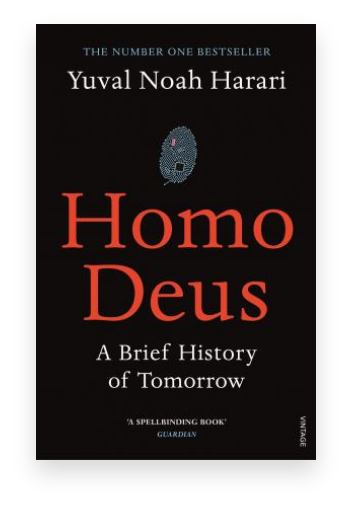 THE NUMBER ONE BESTSELLER
Yuval Noah Harari
Homo
Deus
A Brief History
of Tomorrow
'A SPELLBINDING BOOK'
GUARDIAN
VINTAGE